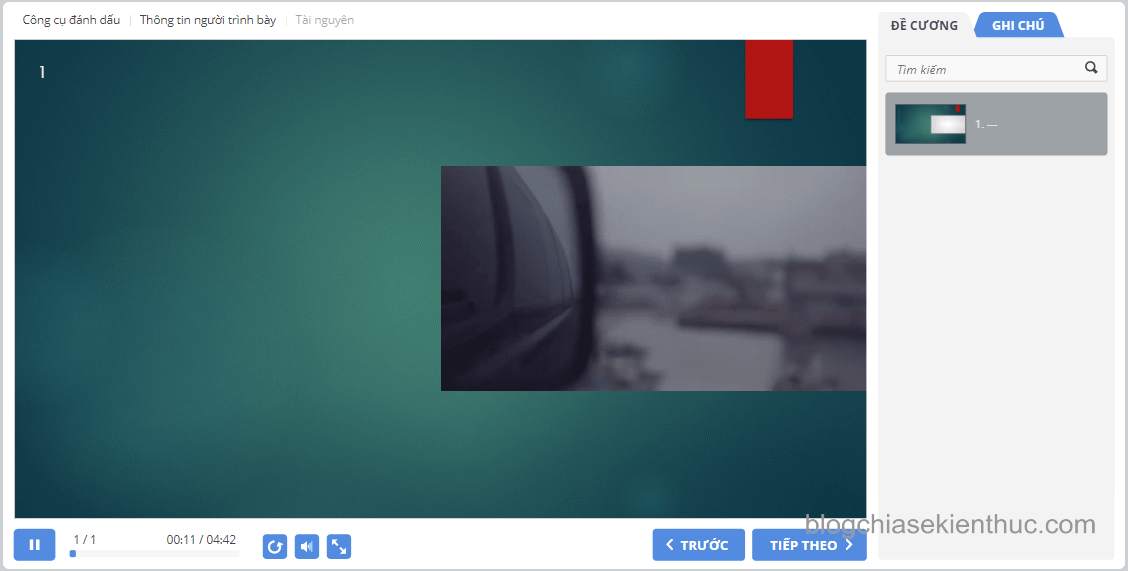 Công cụ đánh dấu
Thông tin người trình bày
Tài nguyên
ĐỀ CƯƠNG
GHI CHÚ
1
Tìm kiếm
1. ---
1 / 1
00:11 / 04:42
TRƯỚC
TIẾP THEO
blogchiasekienthuc.com